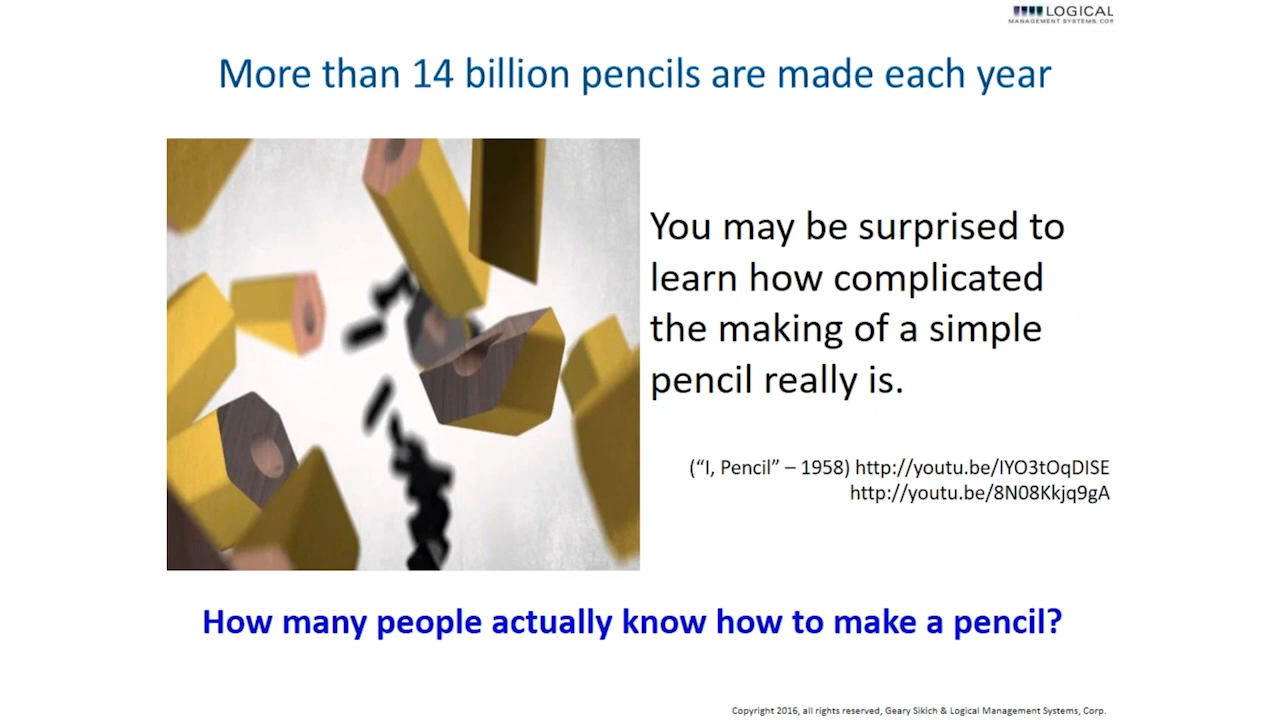 LOGICAL
MANAGEMENT SYSTEMS, COR
More than 14 billion pencils are made each year
You may be surprised to
learn how complicated
the making of a simple
pencil really is.
(“I, Pencil” – 1958) http://youtu.be/IYO3tOqDISE
http://youtu.be/8N08Kkjq9gA
How many people actually know how to make a pencil?
Copyright 2016, all rights reserved, Geary Sikich & Logical Management Systems, Corp.